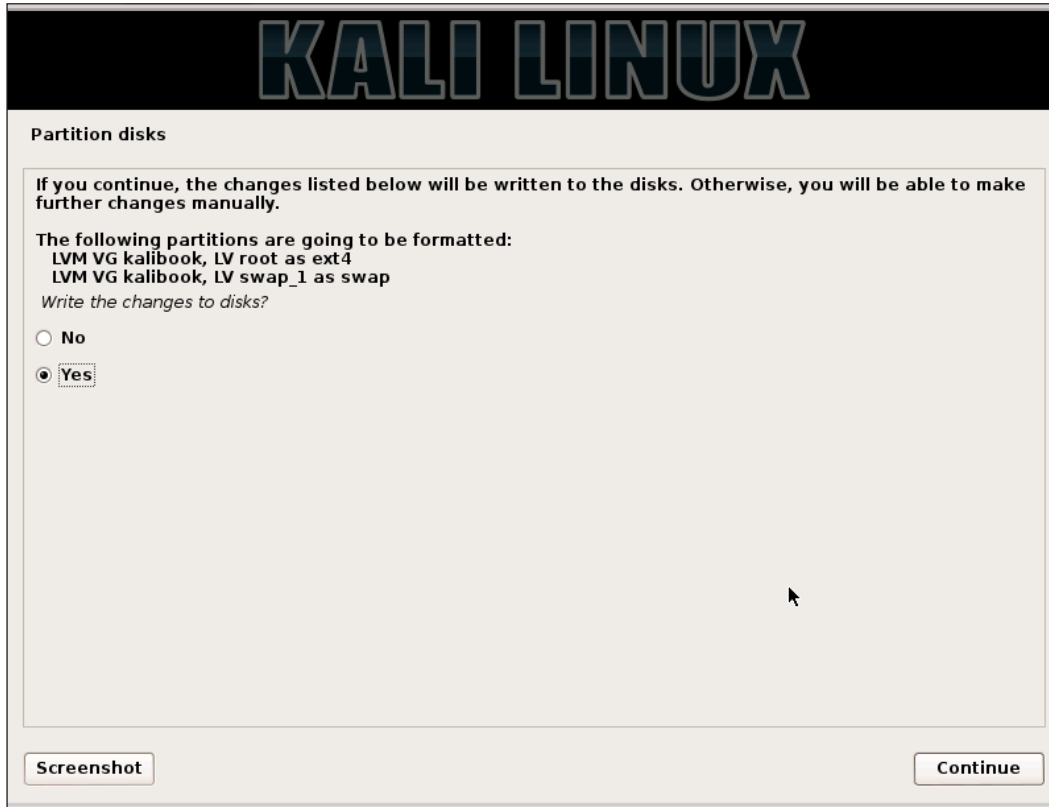 KALI LINUX
Partition disks
If you continue, the changes listed below will be written to the disks. Otherwise, you will be able to make
further changes manually.
The following partitions are going to be formatted:
LVM VG kalibook, LV root as ext4
LVM VG kalibook, LV swap_1 as swap
Write the changes to disks?
No
Yes
Screenshot
Continue